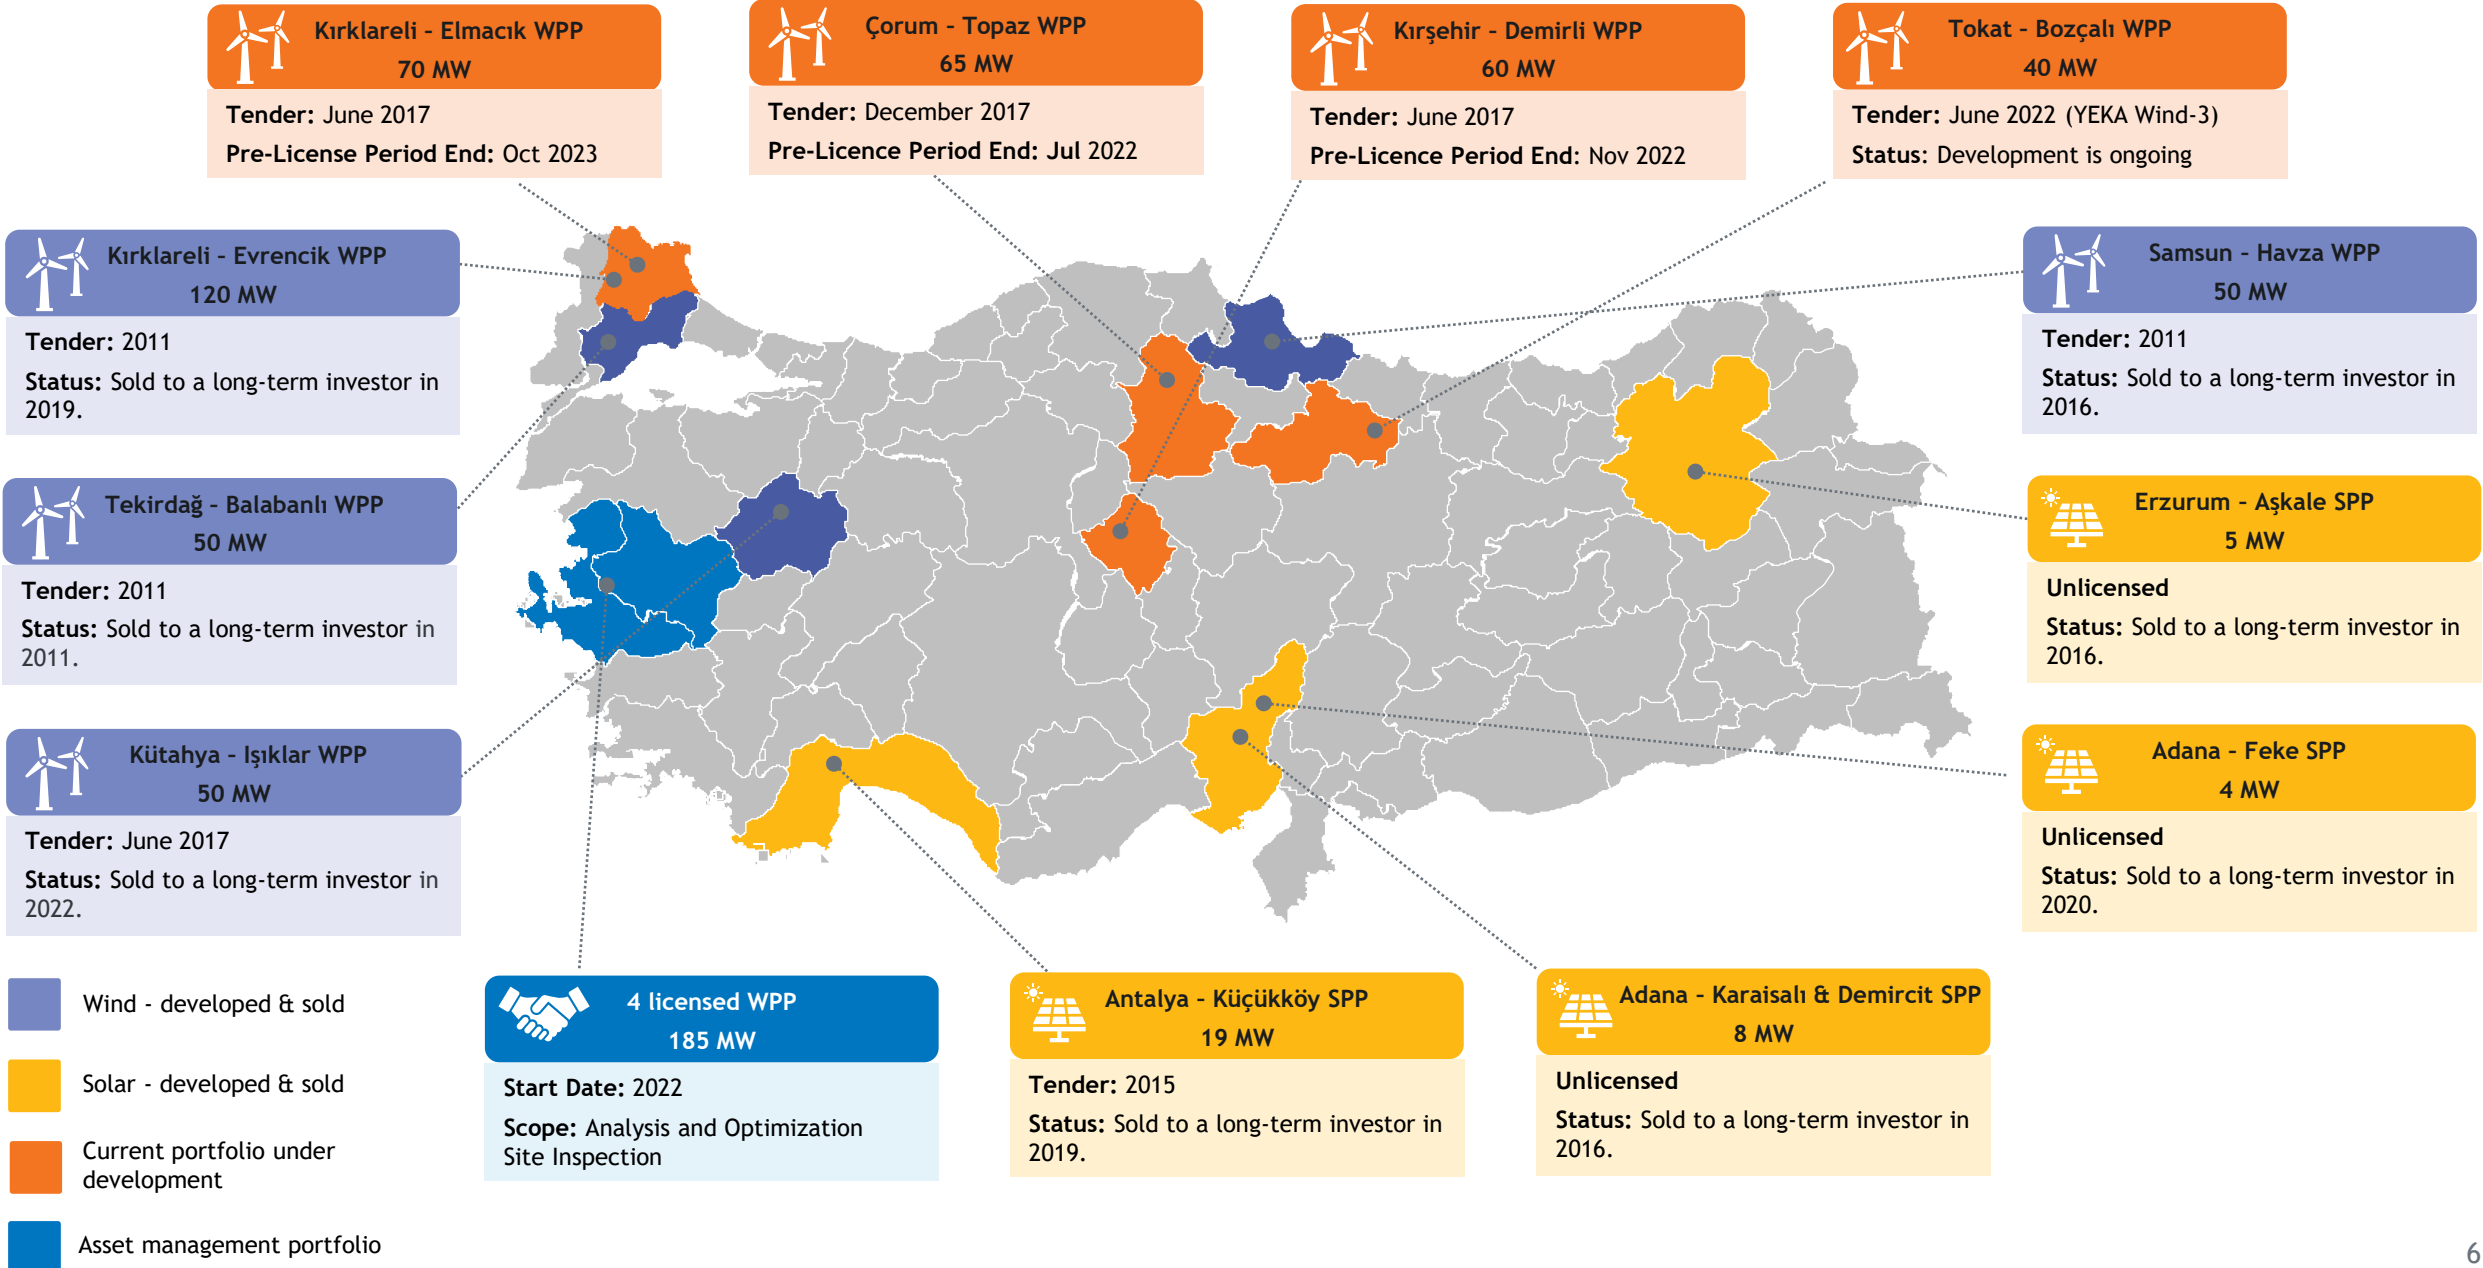 Kırklareli - Elmacık WPP
70 MW
Tender: June 2017
Pre-License Period End: Oct 2023
Çorum - Topaz WPP
65 MW
Tender: December 2017
Pre-Licence Period End: Jul 2022
Kırşehir - Demirli WPP
60 MW
Tender: June 2017
Pre-Licence Period End: Nov 2022
Tokat - Bozçalı WPP
40 MW
Tender: June 2022 (YEKA Wind-3)
Status: Development is ongoing
Kırklareli - Evrencik WPP
120 MW
Tender: 2011
Status: Sold to a long-term investor in
2019.
Samsun - Havza WPP
50 MW
Tender: 2011
Status: Sold to a long-term investor in
2016.
Tekirdağ - Balabanlı WPP
50 MW
Tender: 2011
Status: Sold to a long-term investor in
2011.
Erzurum - Aşkale SPP
5 MW
Unlicensed
Status: Sold to a long-term investor in
2016.
Kütahya - Işıklar WPP
50 MW
Tender: June 2017
Status: Sold to a long-term investor in
2022.
Adana - Feke SPP
4 MW
Unlicensed
Status: Sold to a long-term investor in
2020.
Wind - developed & sold
Solar - developed & sold
Current portfolio under
development
Asset management portfolio
4 licensed WPP
185 MW
Start Date: 2022
Scope: Analysis and Optimization
Site Inspection
Antalya - Küçükköy SPP
19 MW
Tender: 2015
Status: Sold to a long-term investor in
2019.
Adana - Karaisalı & Demircit SPP
8 MW
Unlicensed
Status: Sold to a long-term investor in
2016.
6